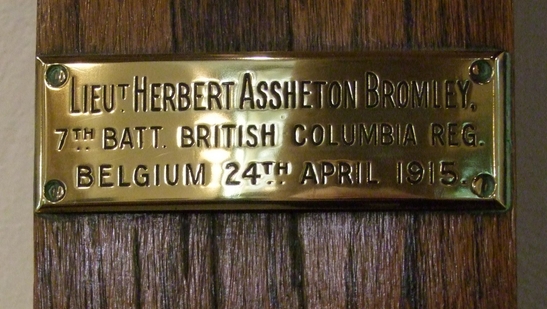 LIEUT HERBERT ASSHETON BROMLEY.
7TH BATT. BRITISH COLUMBIA REG.
BELGIUM 24TH APRIL 1915.